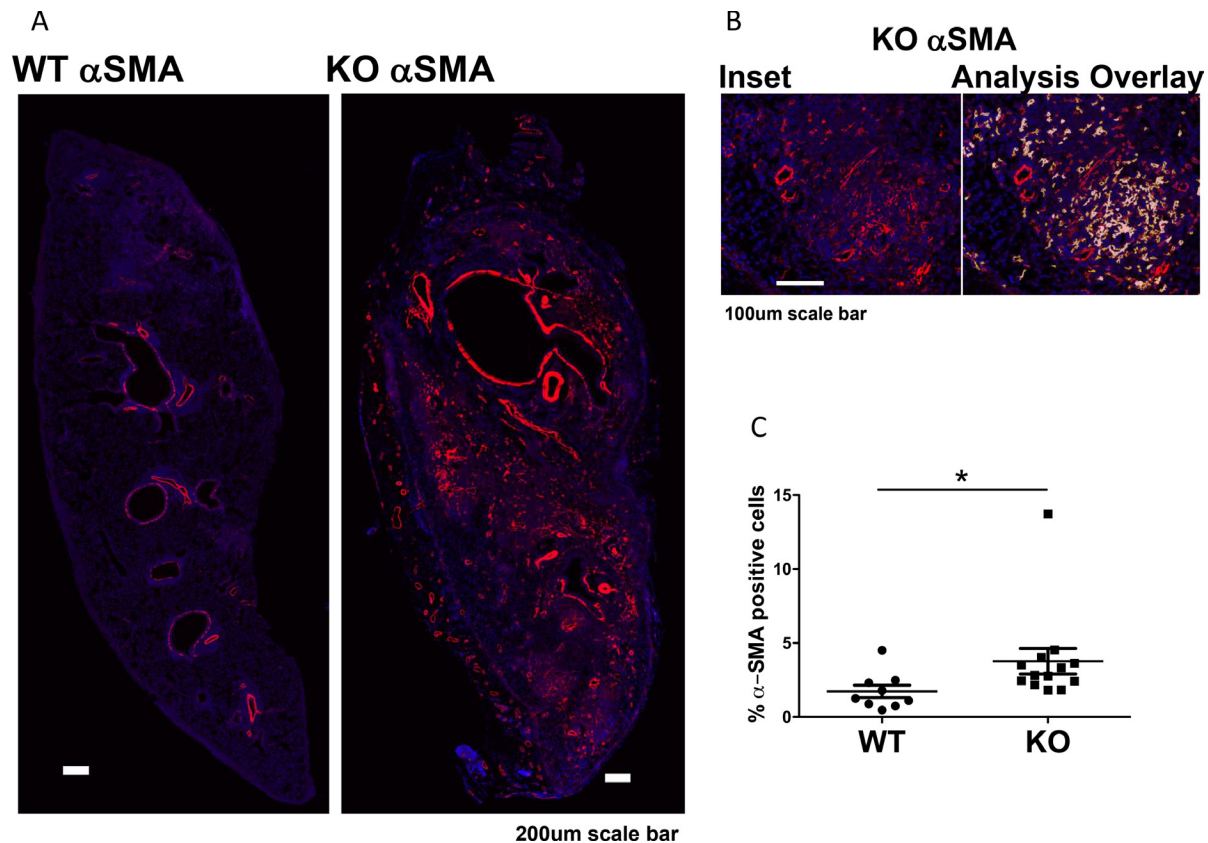 A
WT αSMA
KO αSMA
200um scale bar
B
KO αSMA
Inset
Analysis Overlay
100um scale bar
C
*
% α-SMA positive cells
15
10
5
0
WT
KO